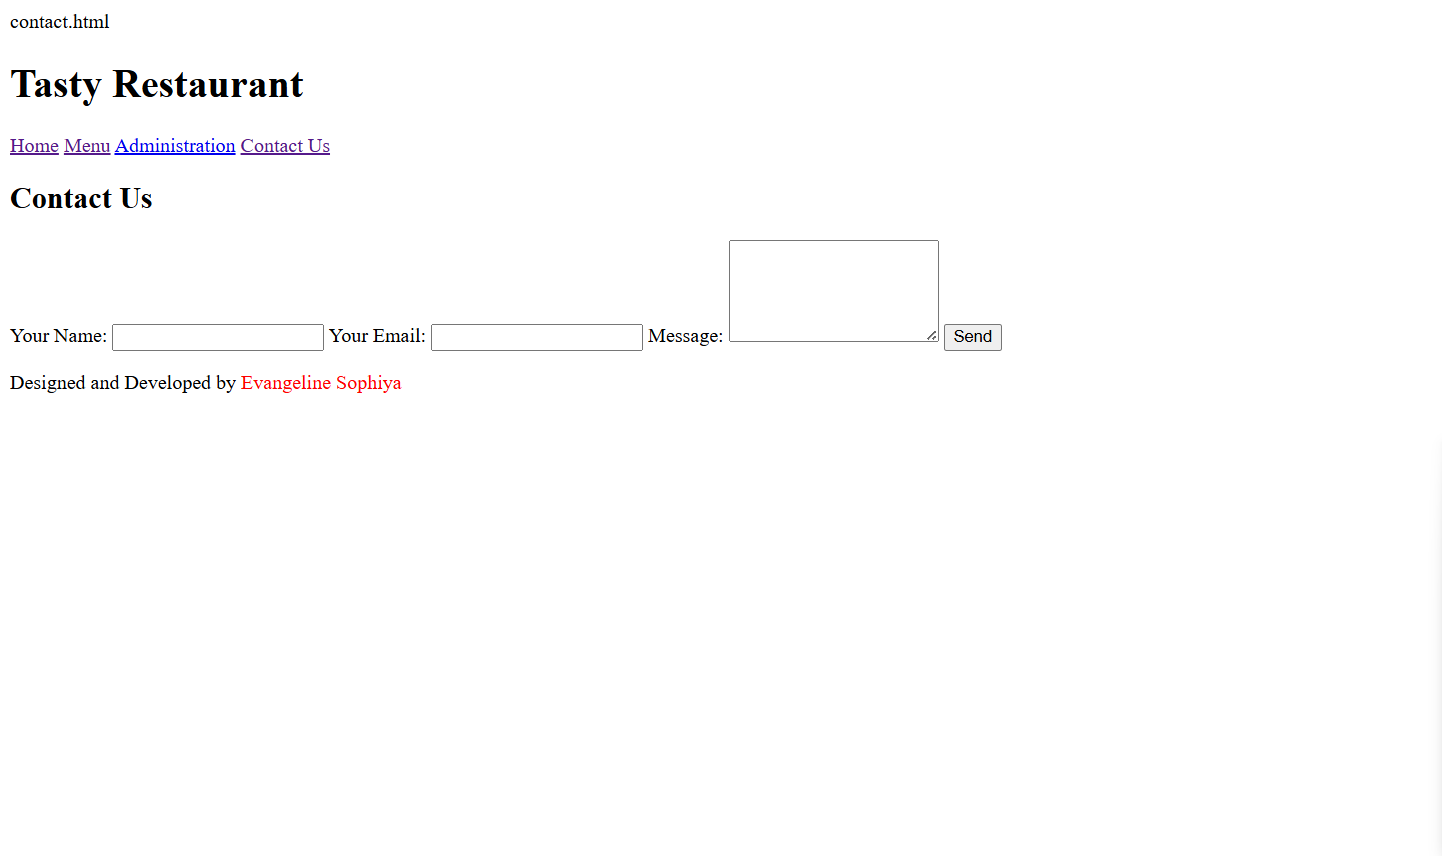 contact.html
Tasty Restaurant
Home Menu Administration Contact Us
Contact Us
Your Name: Your Email: Message: Send
Designed and Developed by Evangeline Sophiya